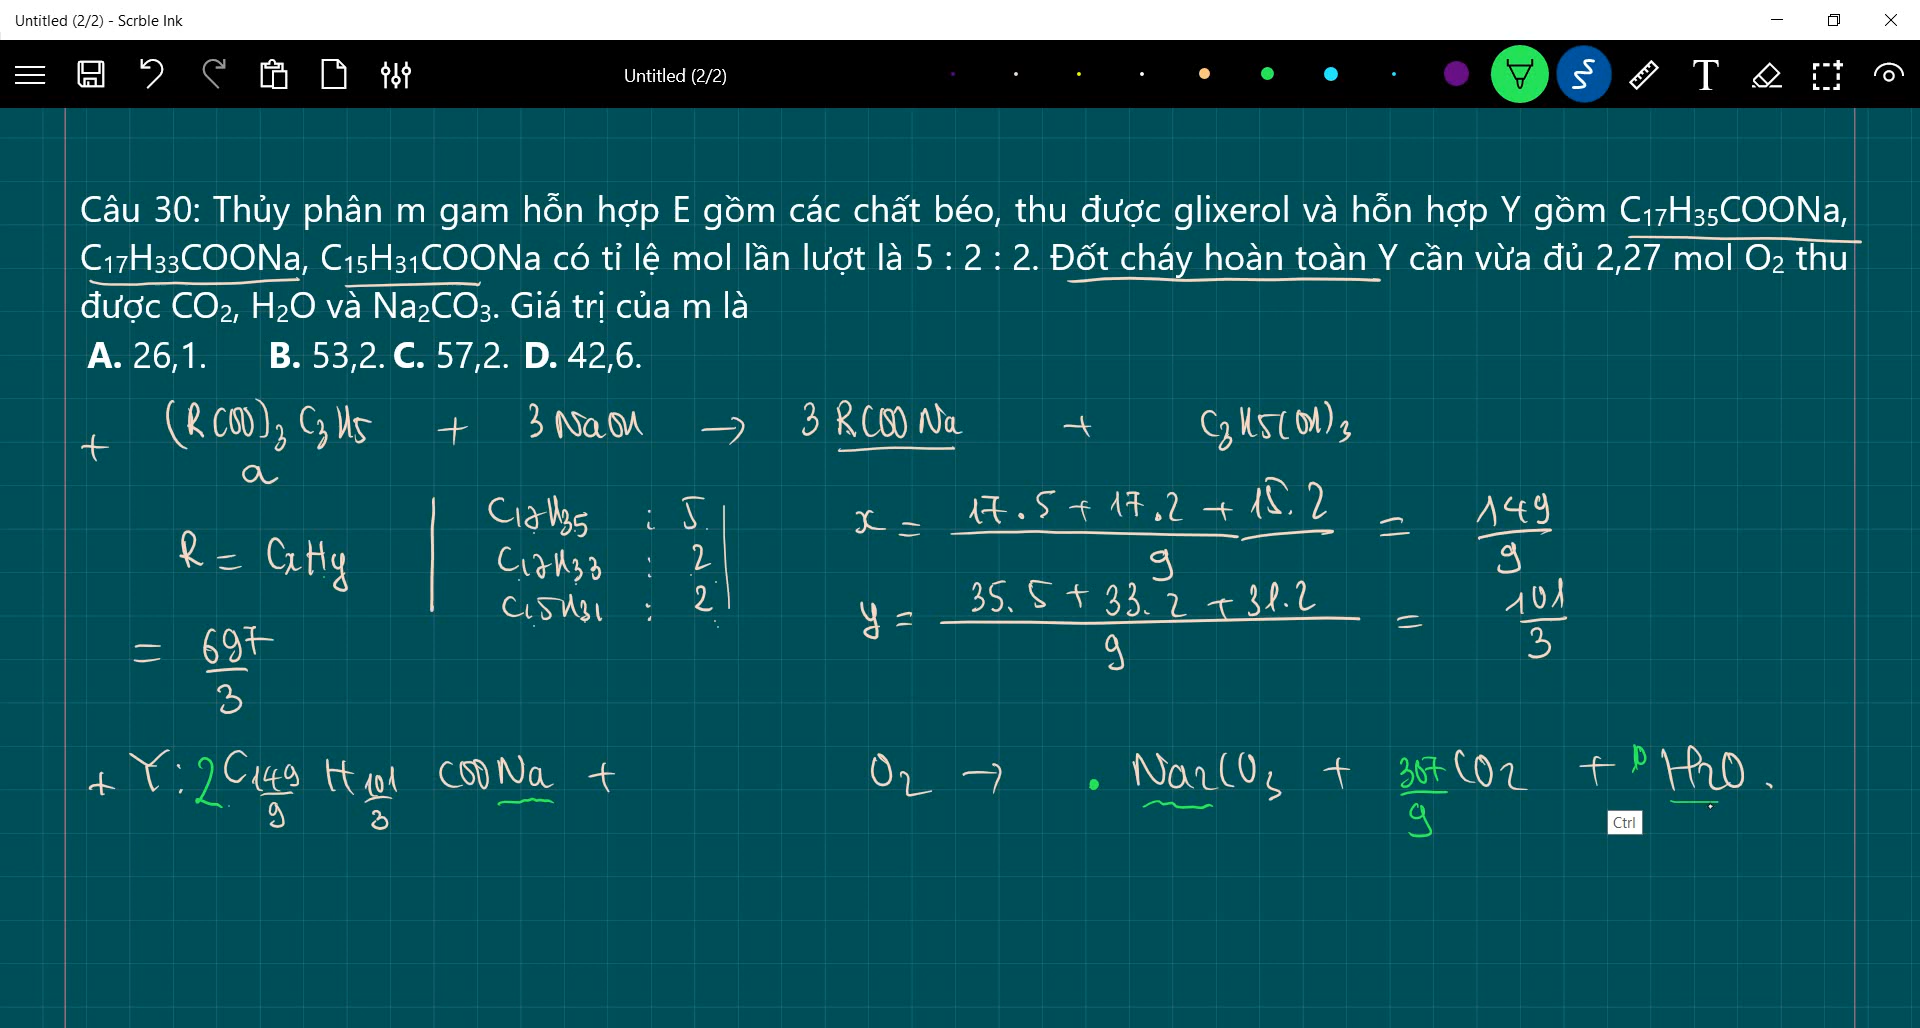 Untitled (2/2) - Scrble Ink
Untitled (2/2)
T
Câu 30: Thủy phân m gam hỗn hợp E gồm các chất béo, thu được glixerol và hỗn hợp Y gồm C₁₇H₃₅COONa,
C₁₇H₃₃COONa, C₁₅H₃₁COONa có tỉ lệ mol lần lượt là 5 : 2 : 2. Đốt cháy hoàn toàn Y cần vừa đủ 2,27 mol O₂ thu
được CO₂, H₂O và Na₂CO₃. Giá trị của m là
A. 26,1. B. 53,2. C. 57,2. D. 42,6.
+ (RCOO)₃C₃H₅ + 3NaOH → 3RCOONa + C₃H₅(OH)₃
a
R = CxHy
C₁₇H₃₅ : 5
C₁₇H₃₃ : 2
C₁₅H₃₁ : 2
x = (17.5 + 17.2 + 15.2)/9 = 149/9
y = (35.5 + 33.2 + 31.2)/9 = 101/3
= 697/3
+ Y: 2C149/9 H101/3 COONa + O₂ → Na₂CO₃ + 307/9 CO₂ + H₂O.
Ctrl